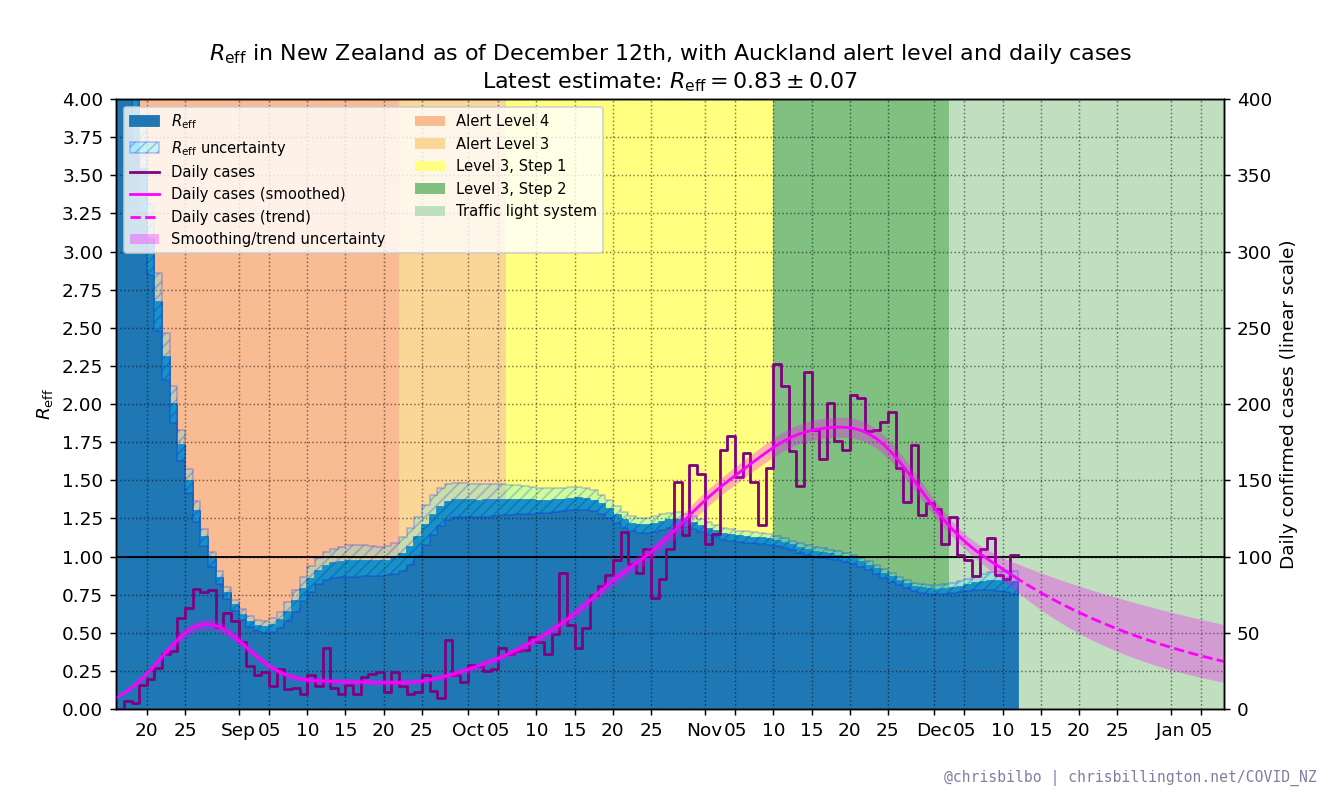 Reff in New Zealand as of December 12th, with Auckland alert level and daily cases
Latest estimate: Reff = 0.83 ± 0.07
4.00
3.75
3.50
3.25
3.00
2.75
2.50
2.25
2.00
1.75
1.50
1.25
1.00
0.75
0.50
0.25
0.00
Reff
Reff
Reff uncertainty
Daily cases
Daily cases (smoothed)
Daily cases (trend)
Smoothing/trend uncertainty
Alert Level 4
Alert Level 3
Level 3, Step 1
Level 3, Step 2
Traffic light system
400
350
300
250
200
150
100
50
0
Daily confirmed cases (linear scale)
20 25 Sep 05 10 15 20 25 Oct 05 10 15 20 25 Nov 05 10 15 20 25 Dec 05 10 15 20 25 Jan 05
@chrisbilbo | chrisbillington.net/COVID_NZ